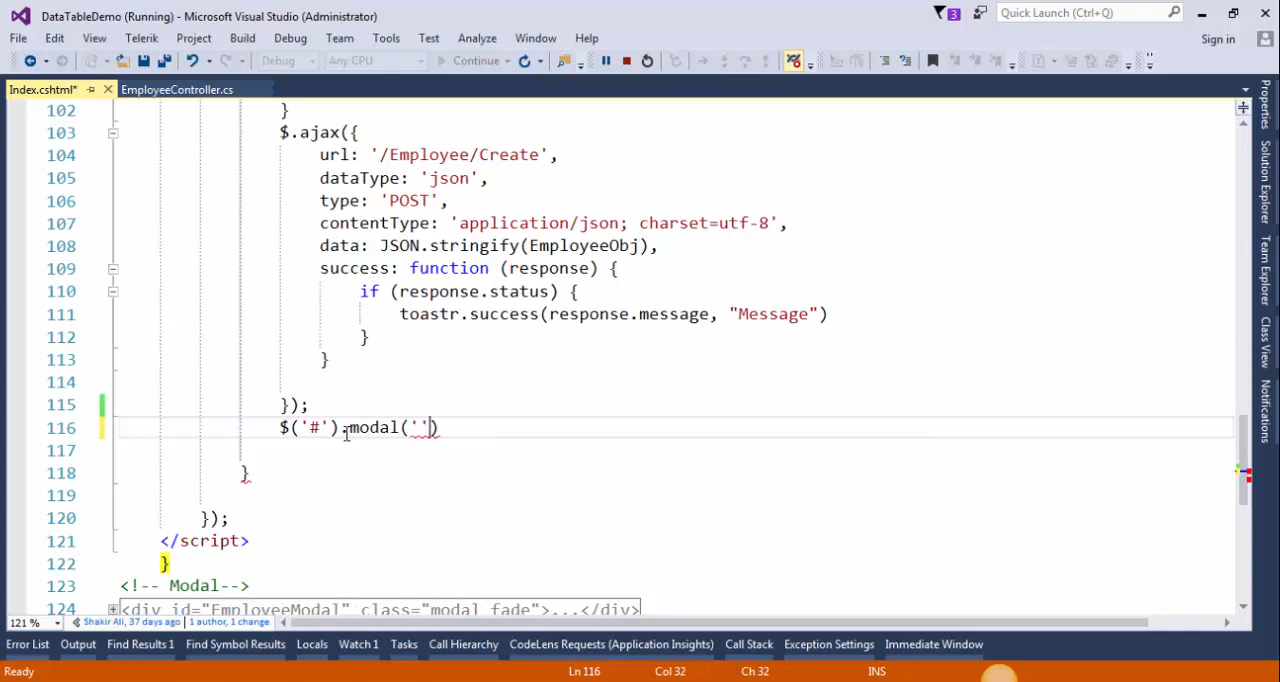 DataTableDemo (Running) - Microsoft Visual Studio (Administrator)
3
Quick Launch (Ctrl+Q)
File Edit View Telerik Project Build Debug Team Tools Test Analyze Window Help
Sign in
Debug Any CPU Continue
Index.cshtml* EmployeeController.cs
102 }
103 $.ajax({
104 url: '/Employee/Create',
105 dataType: 'json',
106 type: 'POST',
107 contentType: 'application/json; charset=utf-8',
108 data: JSON.stringify(EmployeeObj),
109 success: function (response) {
110 if (response.status) {
111 toastr.success(response.message, "Message")
112 }
113 }
114
115 });
116 $('#').modal('')
117
118 }
119
120 });
121 </script>
122 }
123 <!-- Modal-->
124 <div id="EmployeeModal" class="modal fade">...</div>
Properties
Solution Explorer
Team Explorer
Class View
Notifications
121 % Shakir Ali, 37 days ago | 1 author, 1 change
Error List Output Find Results 1 Find Symbol Results Locals Watch 1 Tasks Call Hierarchy CodeLens Requests (Application Insights) Call Stack Exception Settings Immediate Window
Ready Ln 116 Col 32 Ch 32 INS